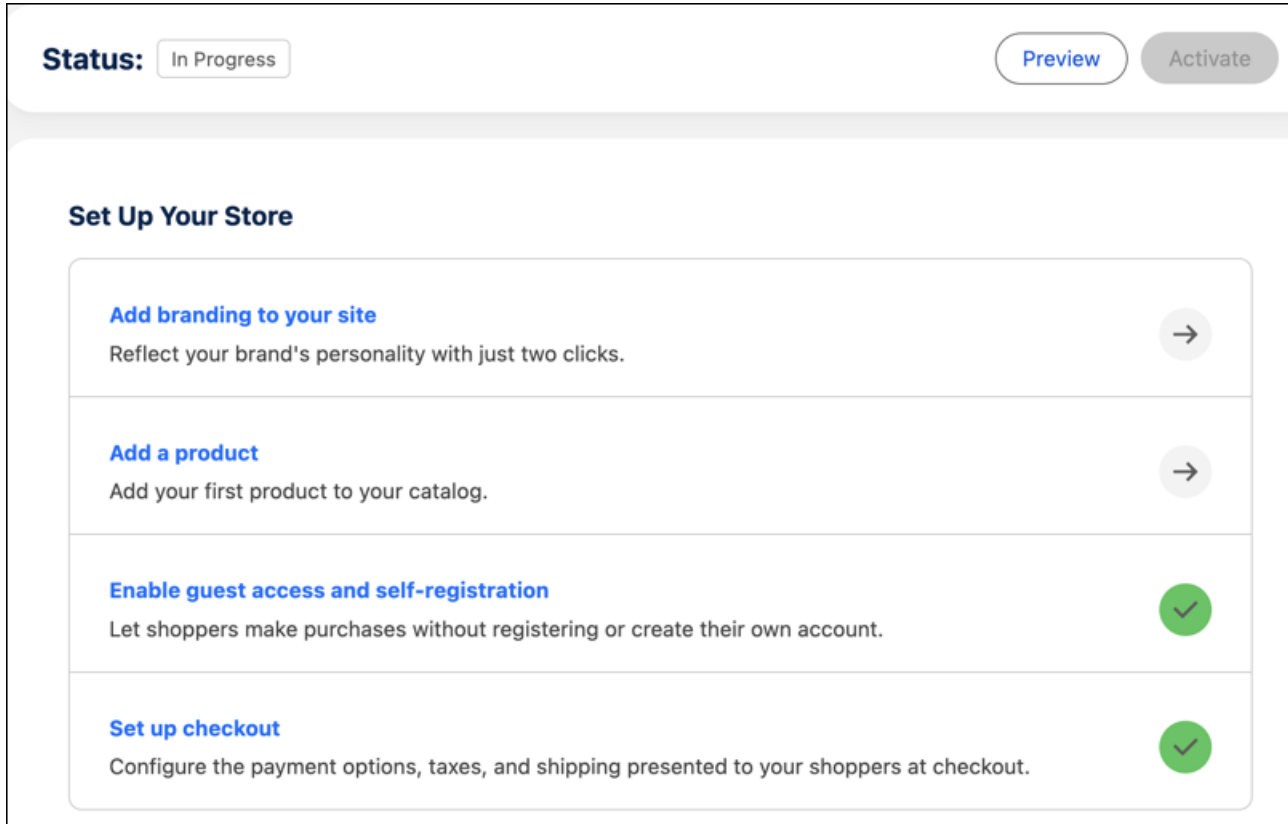 Status: In Progress Preview Activate
Set Up Your Store
Add branding to your site
Reflect your brand's personality with just two clicks.
Add a product
Add your first product to your catalog.
Enable guest access and self-registration
Let shoppers make purchases without registering or create their own account.
Set up checkout
Configure the payment options, taxes, and shipping presented to your shoppers at checkout.